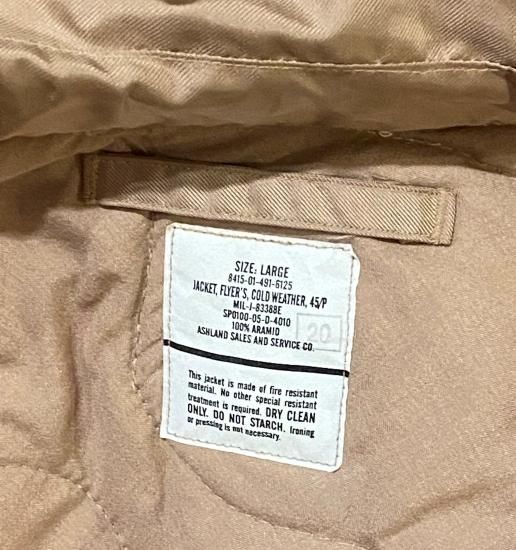 SIZE: LARGE
8415-01-491-6125
JACKET, FLYER'S, COLD WEATHER, 45/P
MIL-J-83388E
SP0100-05-D-4010
100% ARAMID
ASHLAND SALES AND SERVICE CO.
20
This jacket is made of fire resistant
material. No other special resistant
treatment is required. DRY CLEAN
ONLY. DO NOT STARCH. Ironing
or pressing is not necessary.